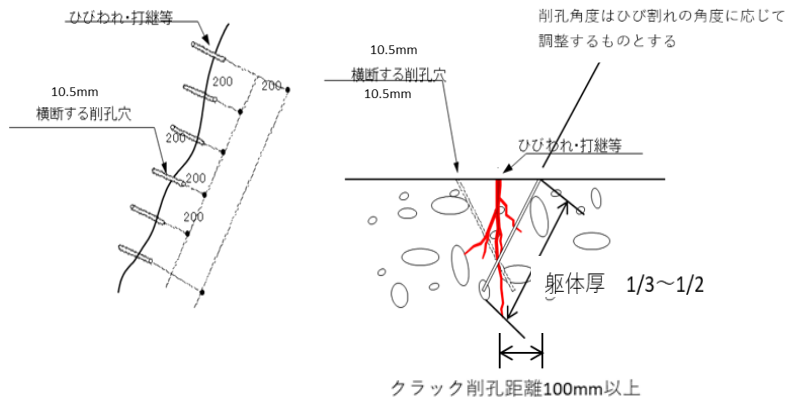 ひびわれ・打継等
200
200
10.5mm
横断する削孔穴
200
200
200
削孔角度はひび割れの角度に応じて
調整するものとする
10.5mm
横断する削孔穴
10.5mm
ひびわれ・打継等
躯体厚 1/3～1/2
クラック削孔距離100mm以上